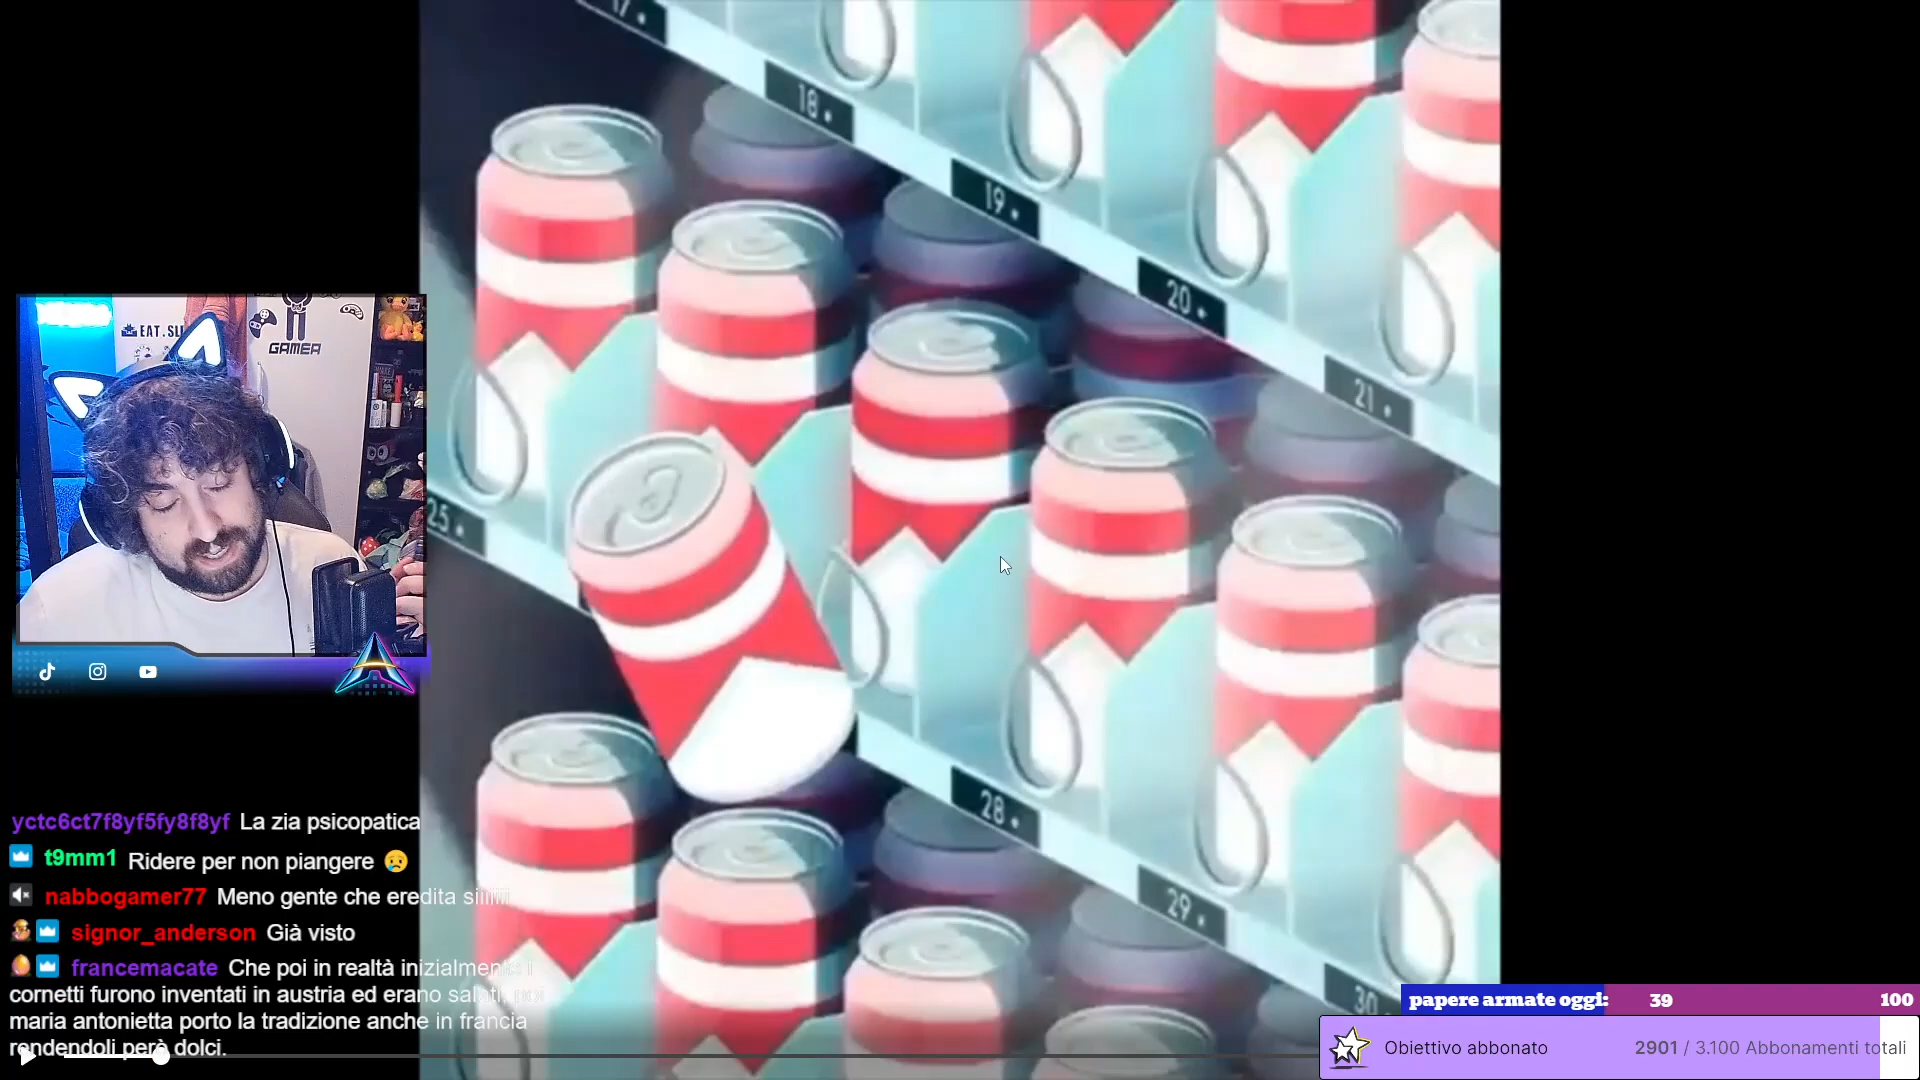 17
18
19
20
21
25
28
29
30
EAT.SL
GAMER
yctc6ct7f8yf5fy8f8yf La zia psicopatica
t9mm1 Ridere per non piangere 😥
nabbogamer77 Meno gente che eredita siiiiii
signor_anderson Già visto
francemacate Che poi in realtà inizialmente i
cornetti furono inventati in austria ed erano salati, poi
maria antonietta porto la tradizione anche in francia
rendendoli però dolci.
papere armate oggi: 39 100
Obiettivo abbonato 2901 / 3.100 Abbonamenti totali